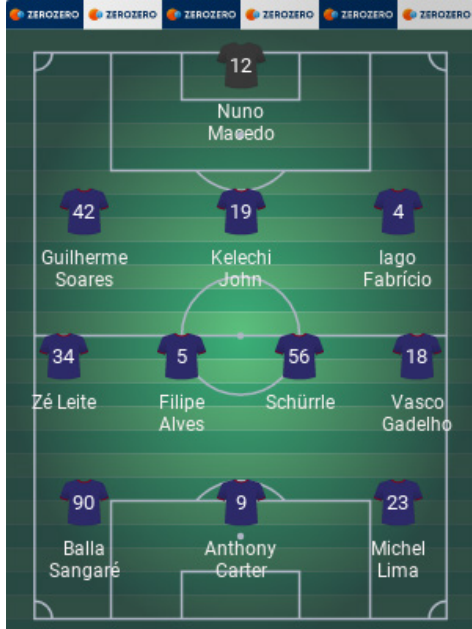 ZEROZERO ZEROZERO ZEROZERO ZEROZERO ZEROZERO ZEROZERO
12
Nuno
Macedo
42 19 4
Guilherme Kelechi Iago
Soares John Fabrício
34 5 56 18
Zé Leite Filipe Schürrle Vasco
Alves Gadelho
90 9 23
Balla Anthony Michel
Sangaré Carter Lima